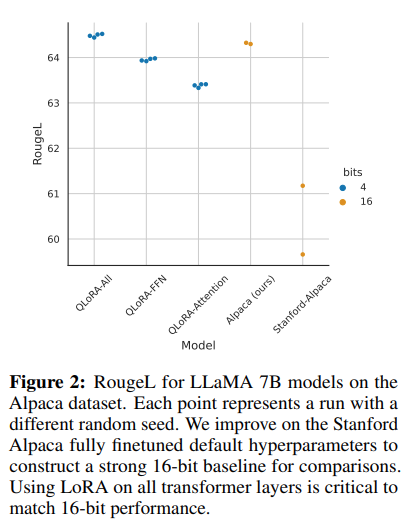 64
63
62
61
60
RougeL
bits
4
16
QLoRA-All
QLoRA-FFN
QLoRA-Attention
Alpaca (ours)
Stanford-Alpaca
Model
Figure 2: RougeL for LLaMA 7B models on the
Alpaca dataset. Each point represents a run with a
different random seed. We improve on the Stanford
Alpaca fully finetuned default hyperparameters to
construct a strong 16-bit baseline for comparisons.
Using LoRA on all transformer layers is critical to
match 16-bit performance.